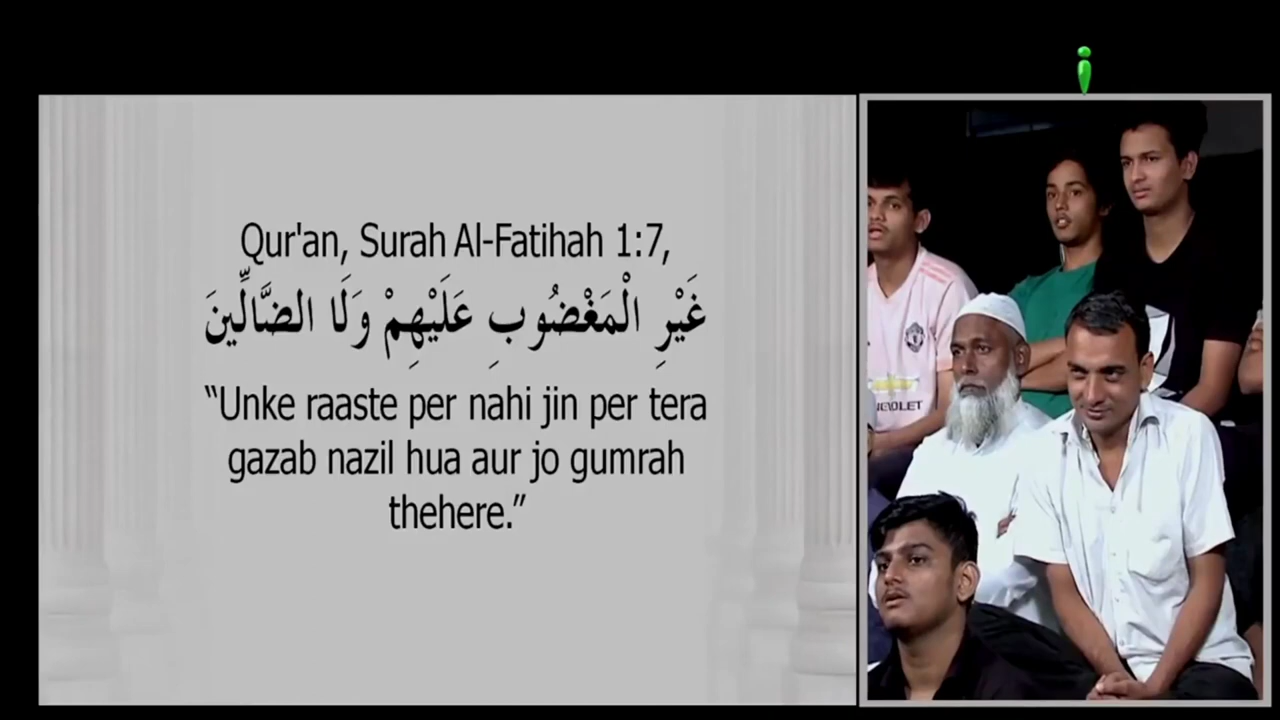 Qur'an, Surah Al-Fatihah 1:7,
غَيْرِ الْمَغْضُوبِ عَلَيْهِمْ وَلَا الضَّالِّينَ
“Unke raaste per nahi jin per tera
gazab nazil hua aur jo gumrah
thehere.”
i